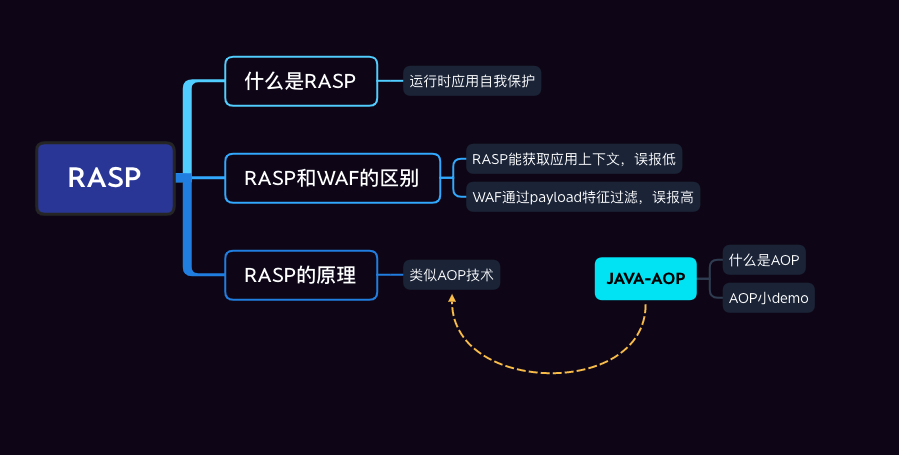 RASP
什么是RASP
运行时应用自我保护
RASP和WAF的区别
RASP能获取应用上下文，误报低
WAF通过payload特征过滤，误报高
RASP的原理
类似AOP技术
JAVA-AOP
什么是AOP
AOP小demo